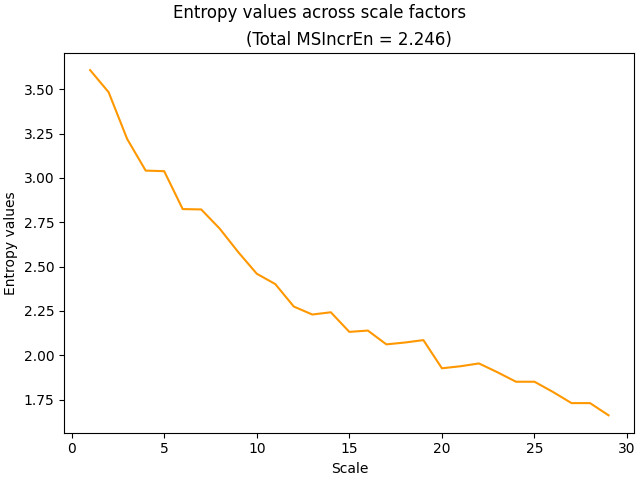 Entropy values across scale factors
(Total MSIncrEn = 2.246)
Entropy values
3.50
3.25
3.00
2.75
2.50
2.25
2.00
1.75
0 5 10 15 20 25 30
Scale